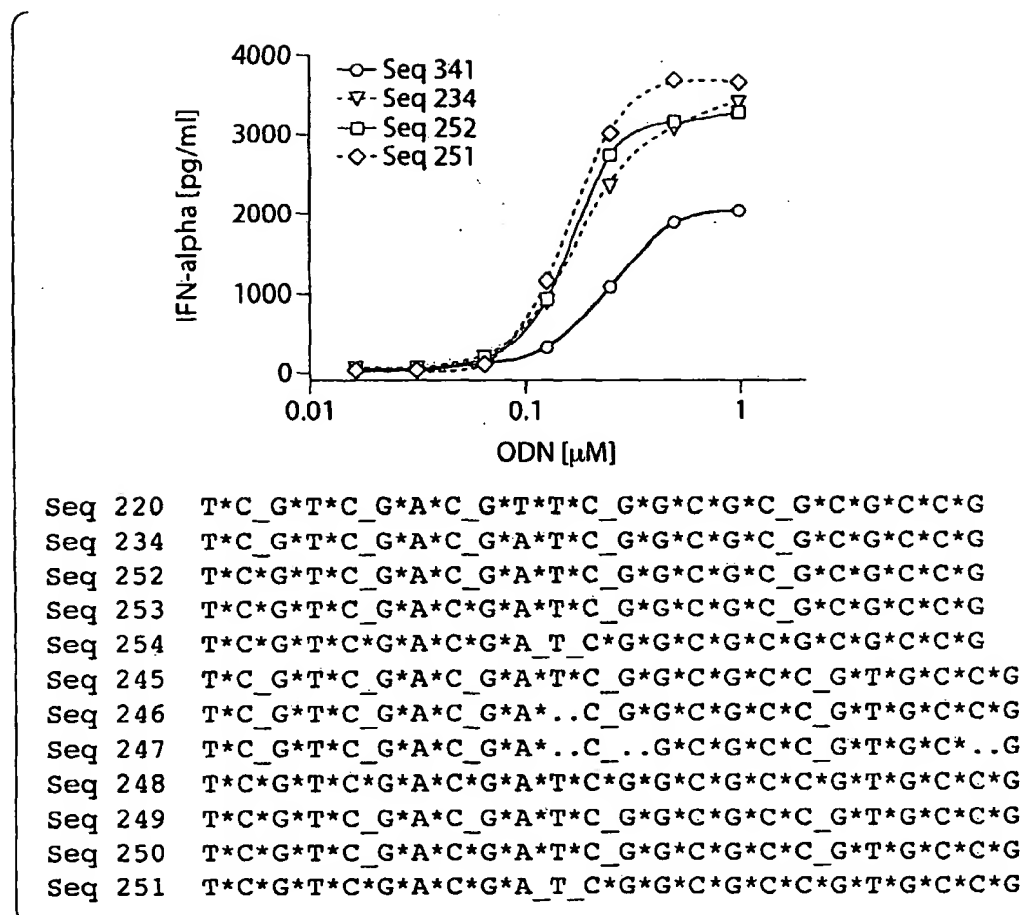 4000
3000
2000
1000
0
IFN-alpha [pg/ml]
Seq 341
Seq 234
Seq 252
Seq 251
0.01 0.1 1
ODN [µM]
Seq 220 T*C_G*T*C_G*A*C_G*T*T*C_G*G*C*G*C_G*C*G*C*C*G
Seq 234 T*C_G*T*C_G*A*C_G*A*T*C_G*G*C*G*C_G*C*G*C*C*G
Seq 252 T*C*G*T*C_G*A*C_G*A*T*C_G*G*C*G*C_G*C*G*C*C*G
Seq 253 T*C*G*T*C_G*A*C*G*A*T*C_G*G*C*G*C_G*C*G*C*C*G
Seq 254 T*C*G*T*C*G*A*C*G*A_T_C*G*G*C*G*C*G*C*G*C*C*G
Seq 245 T*C_G*T*C_G*A*C_G*A*T*C_G*G*C*G*C*C_G*T*G*C*C*G
Seq 246 T*C_G*T*C_G*A*C_G*A*..C_G*G*C*G*C*C_G*T*G*C*C*G
Seq 247 T*C_G*T*C_G*A*C_G*A*..C_..G*C*G*C*C_G*T*G*C*..G
Seq 248 T*C*G*T*C*G*A*C*G*A*T*C*G*G*C*G*C*C*G*T*G*C*C*G
Seq 249 T*C*G*T*C_G*A*C_G*A*T*C_G*G*C*G*C*C_G*T*G*C*C*G
Seq 250 T*C*G*T*C_G*A*C*G*A*T*C_G*G*C*G*C*C_G*T*G*C*C*G
Seq 251 T*C*G*T*C*G*A*C*G*A_T_C*G*G*C*G*C*C*G*T*G*C*C*G